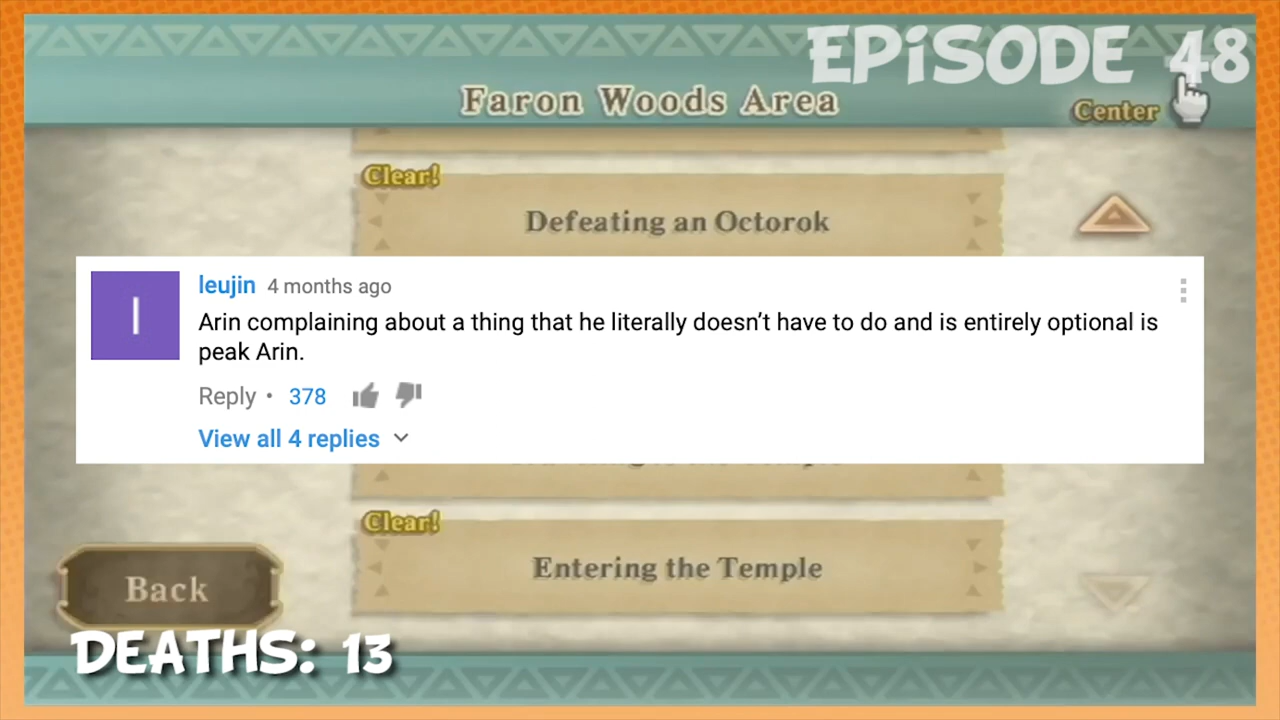 EPISODE 48
Faron Woods Area
Center
Clear!
Defeating an Octorok
l
leujin 4 months ago
Arin complaining about a thing that he literally doesn't have to do and is entirely optional is
peak Arin.
Reply • 378
View all 4 replies
Clear!
Entering the Temple
Back
DEATHS: 13